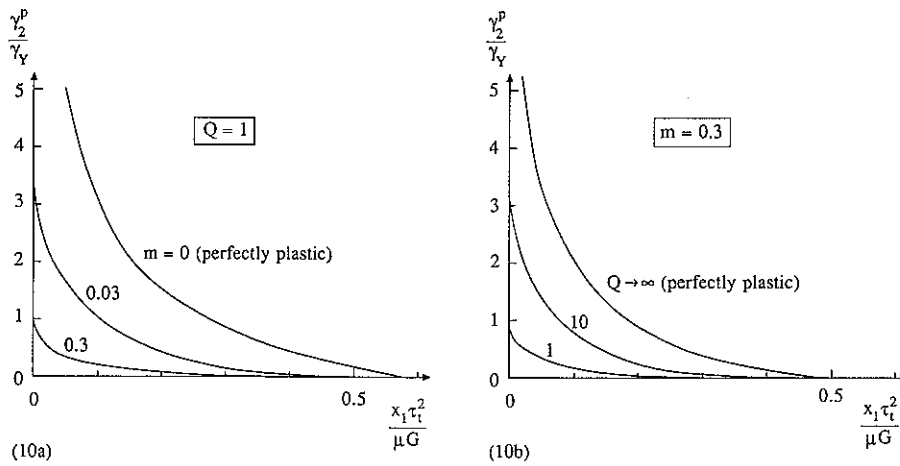 γ₂ᵖ
γ_Y
5
4
3
2
1
0
Q = 1
m = 0 (perfectly plastic)
0.03
0.3
0
0.5
x₁τₜ²
μG
(10a)
γ₂ᵖ
γ_Y
5
4
3
2
1
0
m = 0.3
Q → ∞ (perfectly plastic)
10
1
0
0.5
x₁τₜ²
μG
(10b)